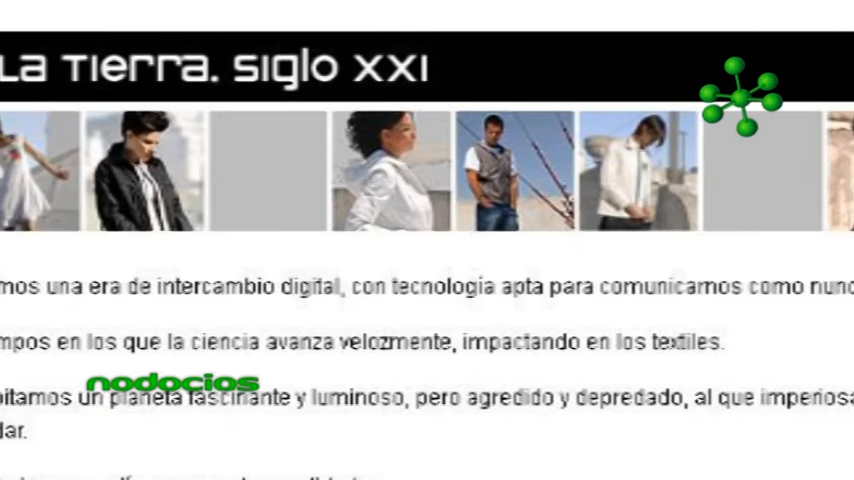 La Tierra. Siglo XXI
mos una era de intercambio digital, con tecnología apta para comunicarnos como nunc
mpos en los que la ciencia avanza velozmente, impactando en los textiles.
nodocios
bitamos un planeta fascinante y luminoso, pero agredido y depredado, al que imperiosa
dar.